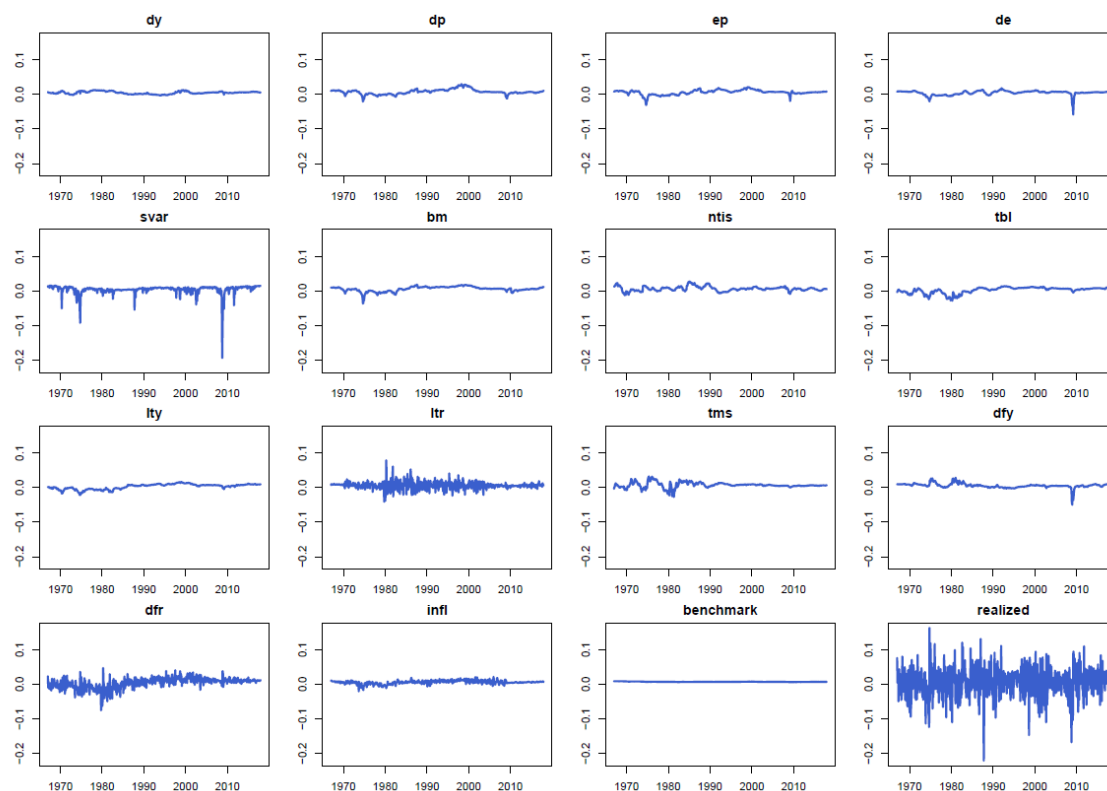 dy dp ep de
0.1 0.1 0.1 0.1
0.0 0.0 0.0 0.0
−0.1 −0.1 −0.1 −0.1
−0.2 −0.2 −0.2 −0.2
1970 1980 1990 2000 2010 1970 1980 1990 2000 2010 1970 1980 1990 2000 2010 1970 1980 1990 2000 2010
svar bm ntis tbl
0.1 0.1 0.1 0.1
0.0 0.0 0.0 0.0
−0.1 −0.1 −0.1 −0.1
−0.2 −0.2 −0.2 −0.2
1970 1980 1990 2000 2010 1970 1980 1990 2000 2010 1970 1980 1990 2000 2010 1970 1980 1990 2000 2010
lty ltr tms dfy
0.1 0.1 0.1 0.1
0.0 0.0 0.0 0.0
−0.1 −0.1 −0.1 −0.1
−0.2 −0.2 −0.2 −0.2
1970 1980 1990 2000 2010 1970 1980 1990 2000 2010 1970 1980 1990 2000 2010 1970 1980 1990 2000 2010
dfr infl benchmark realized
0.1 0.1 0.1 0.1
0.0 0.0 0.0 0.0
−0.1 −0.1 −0.1 −0.1
−0.2 −0.2 −0.2 −0.2
1970 1980 1990 2000 2010 1970 1980 1990 2000 2010 1970 1980 1990 2000 2010 1970 1980 1990 2000 2010